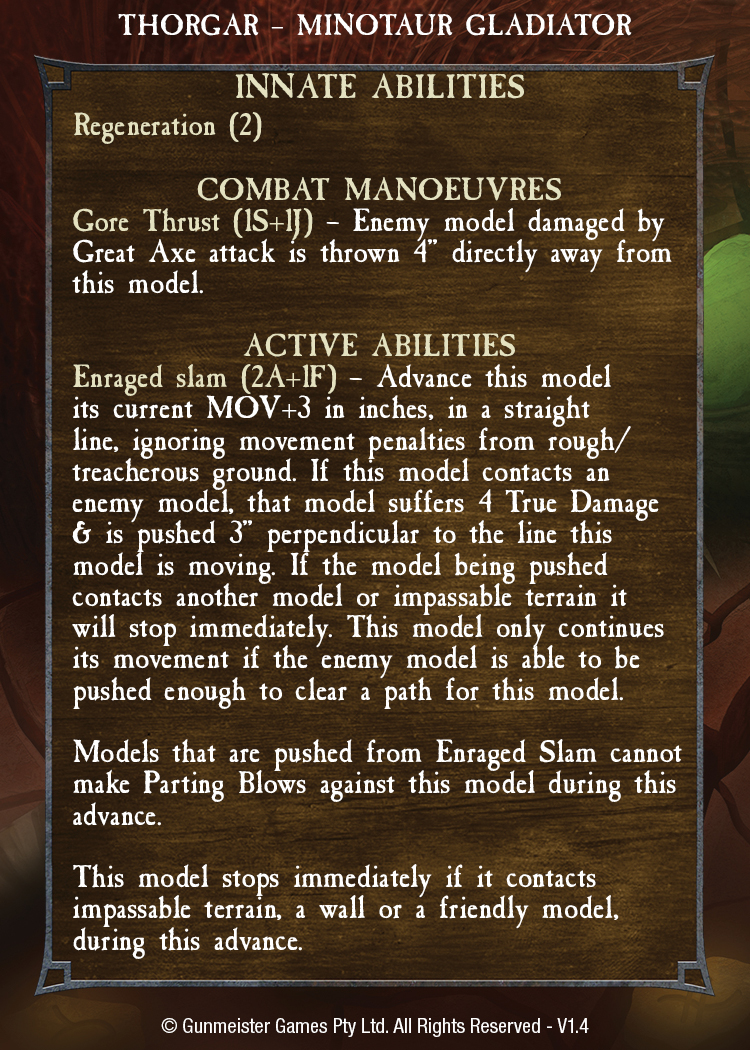 THORGAR – MINOTAUR GLADIATOR
INNATE ABILITIES
Regeneration (2)
COMBAT MANOEUVRES
Gore Thrust (1S+1J) – Enemy model damaged by
Great Axe attack is thrown 4” directly away from
this model.
ACTIVE ABILITIES
Enraged slam (2A+1F) – Advance this model
its current MOV+3 in inches, in a straight
line, ignoring movement penalties from rough/
treacherous ground. If this model contacts an
enemy model, that model suffers 4 True Damage
& is pushed 3” perpendicular to the line this
model is moving. If the model being pushed
contacts another model or impassable terrain it
will stop immediately. This model only continues
its movement if the enemy model is able to be
pushed enough to clear a path for this model.
Models that are pushed from Enraged Slam cannot
make Parting Blows against this model during this
advance.
This model stops immediately if it contacts
impassable terrain, a wall or a friendly model,
during this advance.
© Gunmeister Games Pty Ltd. All Rights Reserved - V1.4